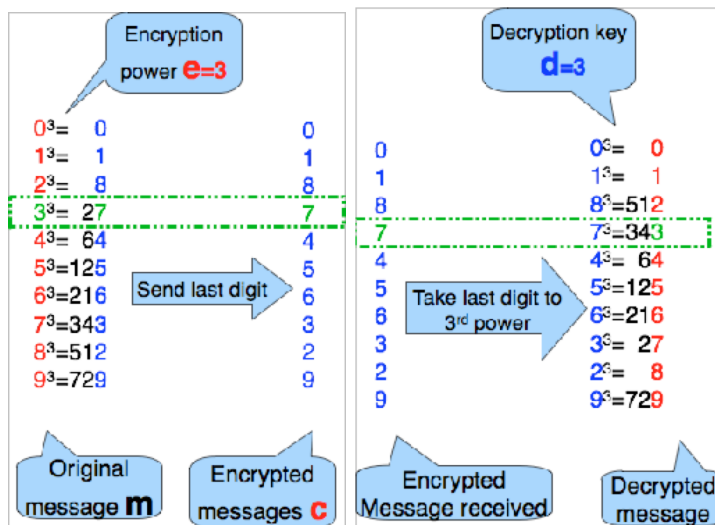 Encryption
power e=3
0³= 0
1³= 1
2³= 8
3³= 27
4³= 64
5³=125
6³=216
7³=343
8³=512
9³=729
0
1
8
7
4
5
6
3
2
9
Send last digit
Original
message m
Encrypted
messages c
Decryption key
d=3
0
1
8
7
4
5
6
3
2
9
0³= 0
1³= 1
8³=512
7³=343
4³= 64
5³=125
6³=216
3³= 27
2³= 8
9³=729
Take last digit to
3rd power
Encrypted
Message received
Decrypted
message